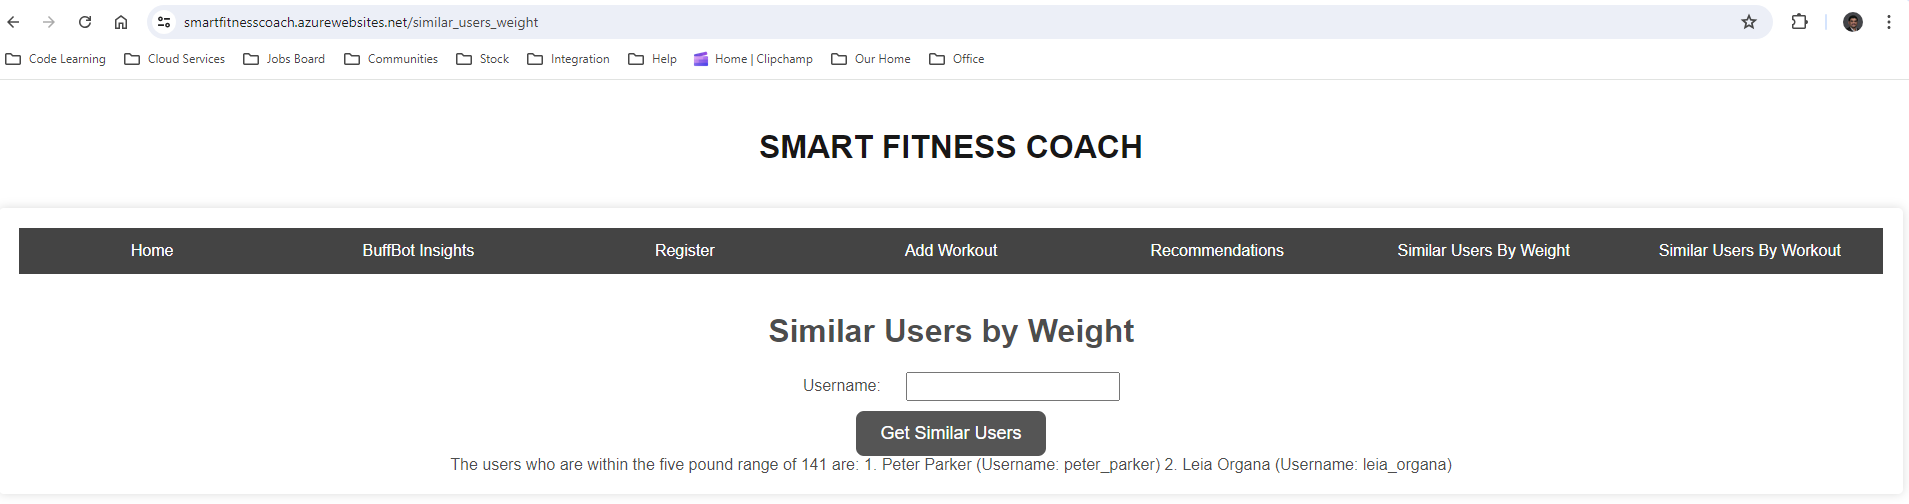 smartfitnesscoach.azurewebsites.net/similar_users_weight
Code Learning Cloud Services Jobs Board Communities Stock Integration Help Home | Clipchamp Our Home Office
SMART FITNESS COACH
Home BuffBot Insights Register Add Workout Recommendations Similar Users By Weight Similar Users By Workout
Similar Users by Weight
Username:
Get Similar Users
The users who are within the five pound range of 141 are: 1. Peter Parker (Username: peter_parker) 2. Leia Organa (Username: leia_organa)